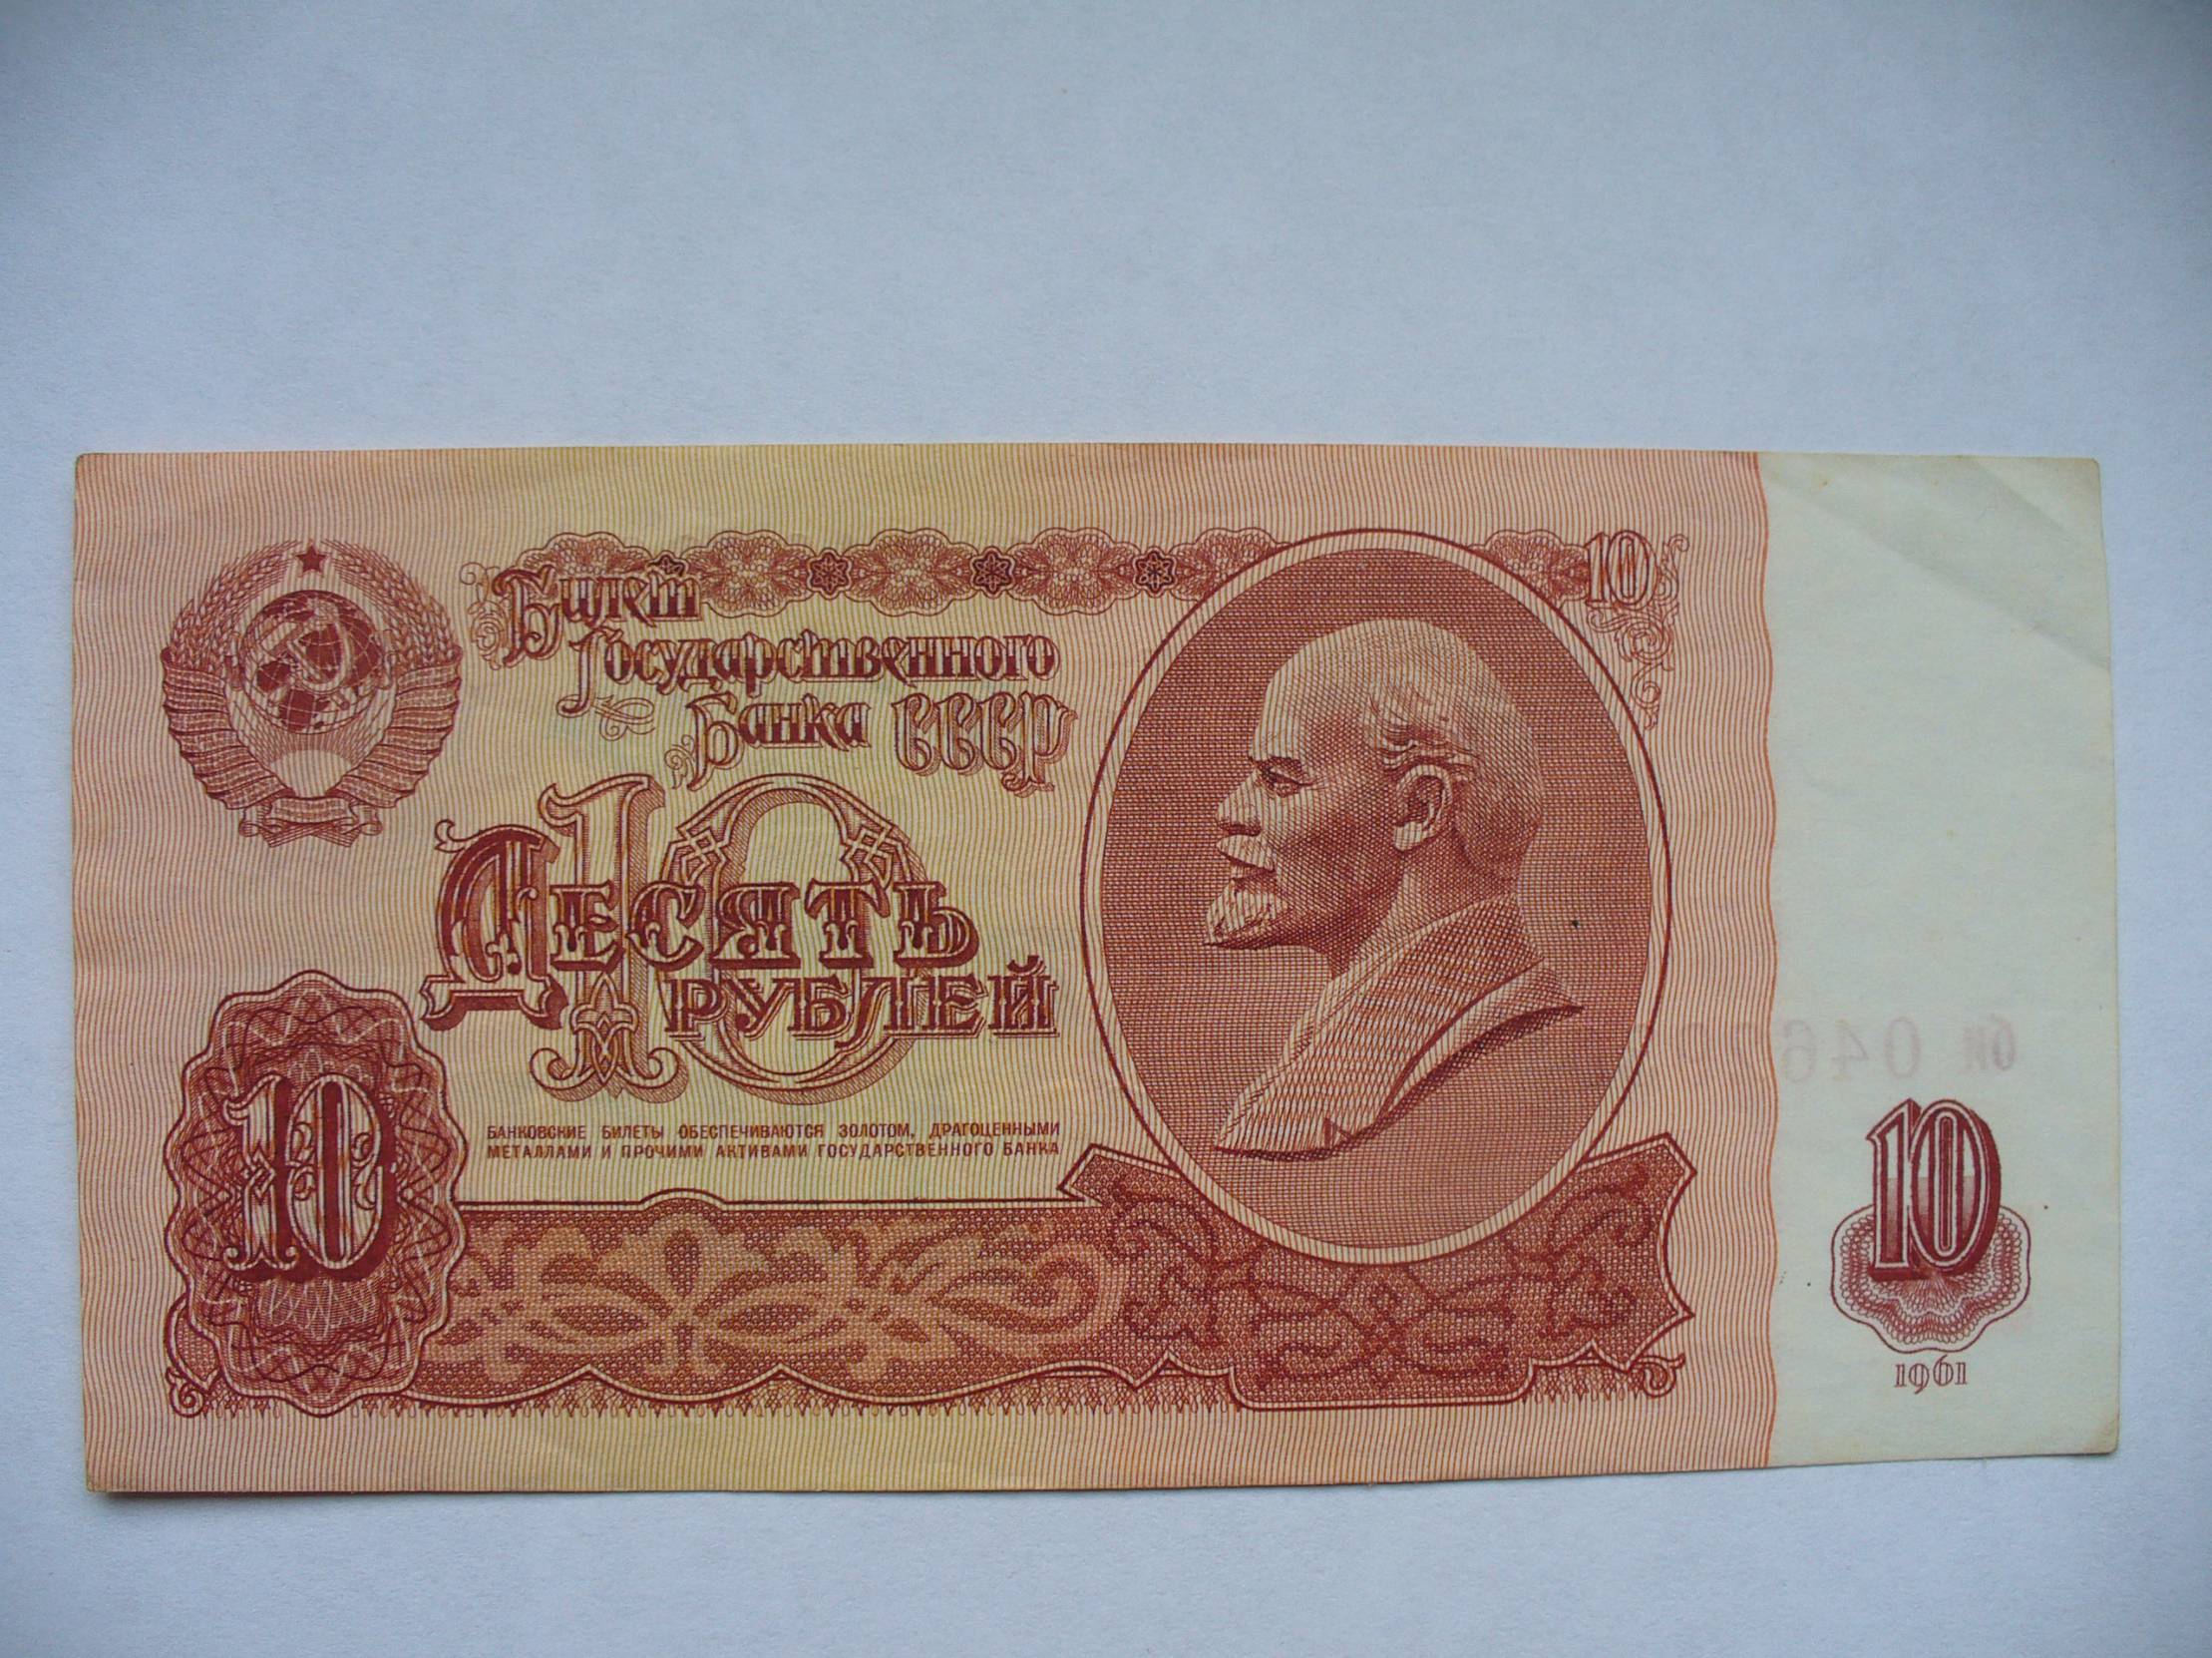 Билет
Государственного
Банка СССР
10
10
ДЕСЯТЬ
РУБЛЕЙ
БАНКОВСКИЕ БИЛЕТЫ ОБЕСПЕЧИВАЮТСЯ ЗОЛОТОМ, ДРАГОЦЕННЫМИ
МЕТАЛЛАМИ И ПРОЧИМИ АКТИВАМИ ГОСУДАРСТВЕННОГО БАНКА
10
10
1961